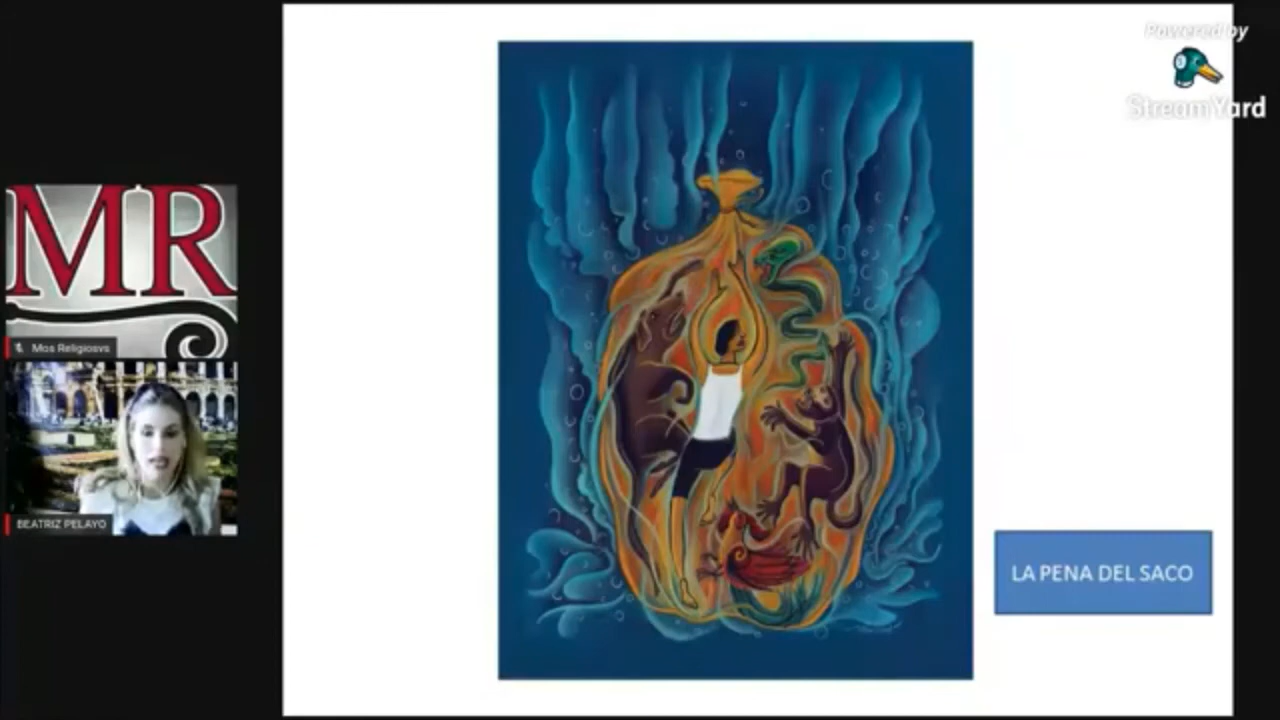 Powered by
StreamYard
MR
Mos Religiosvs
BEATRIZ PELAYO
LA PENA DEL SACO